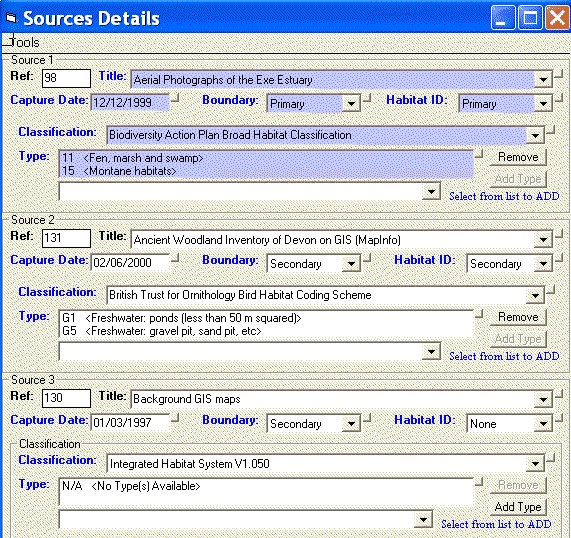 Sources Details
Tools
Source 1
Ref: 98 Title: Aerial Photographs of the Exe Estuary
Capture Date: 12/12/1999 Boundary: Primary Habitat ID: Primary
Classification: Biodiversity Action Plan Broad Habitat Classification
Type: 11 <Fen, marsh and swamp> Remove
15 <Montane habitats> Add Type
Select from list to ADD
Source 2
Ref: 131 Title: Ancient Woodland Inventory of Devon on GIS (MapInfo)
Capture Date: 02/06/2000 Boundary: Secondary Habitat ID: Secondary
Classification: British Trust for Ornithology Bird Habitat Coding Scheme
Type: G1 <Freshwater: ponds (less than 50 m squared)> Remove
G5 <Freshwater: gravel pit, sand pit, etc> Add Type
Select from list to ADD
Source 3
Ref: 130 Title: Background GIS maps
Capture Date: 01/03/1997 Boundary: Secondary Habitat ID: None
Classification
Classification: Integrated Habitat System V1.050
Type: N/A <No Type(s) Available> Remove
Add Type
Select from list to ADD